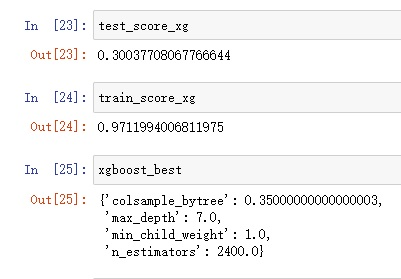 In [23]: test_score_xg
Out[23]: 0.30037708067766644
In [24]: train_score_xg
Out[24]: 0.9711994006811975
In [25]: xgboost_best
Out[25]: {'colsample_bytree': 0.35000000000000003,
'max_depth': 7.0,
'min_child_weight': 1.0,
'n_estimators': 2400.0}